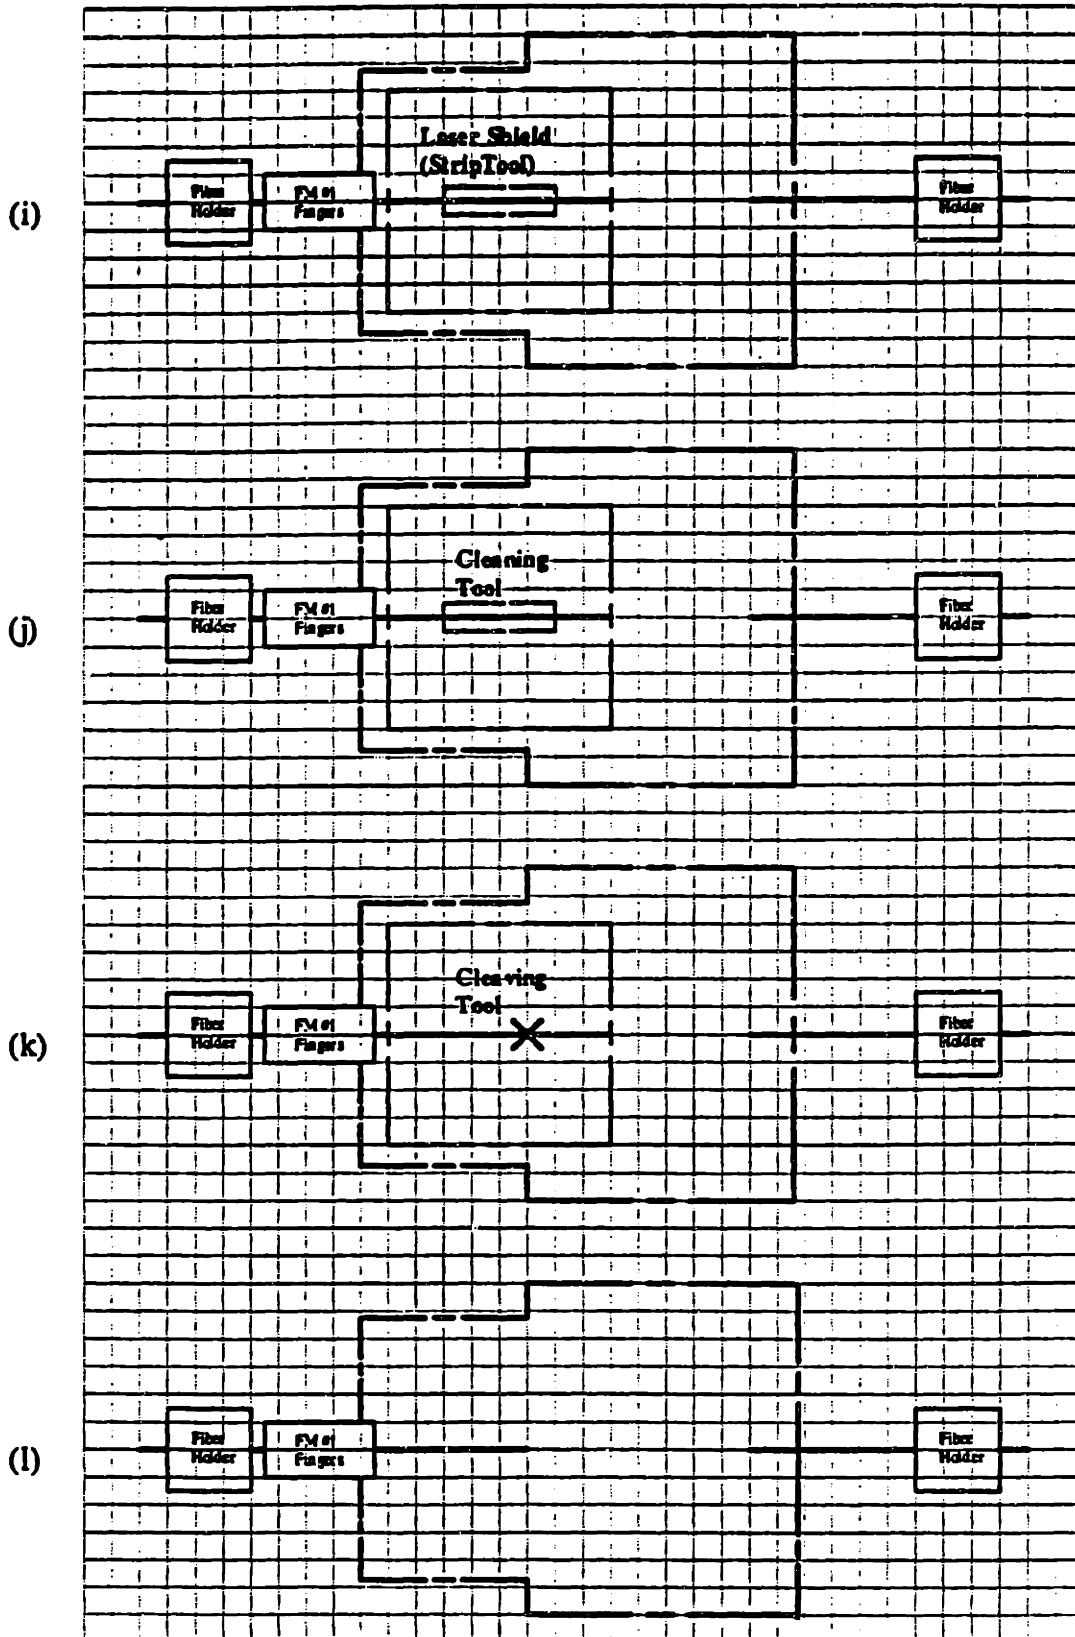 (i)
Laser Shield
(StripTool)
Fiber
Holder
FM #1
Fingers
Fiber
Holder
(j)
Cleaning
Tool
Fiber
Holder
FM #1
Fingers
Fiber
Holder
(k)
Cleaving
Tool
Fiber
Holder
FM #1
Fingers
Fiber
Holder
(l)
Fiber
Holder
FM #1
Fingers
Fiber
Holder